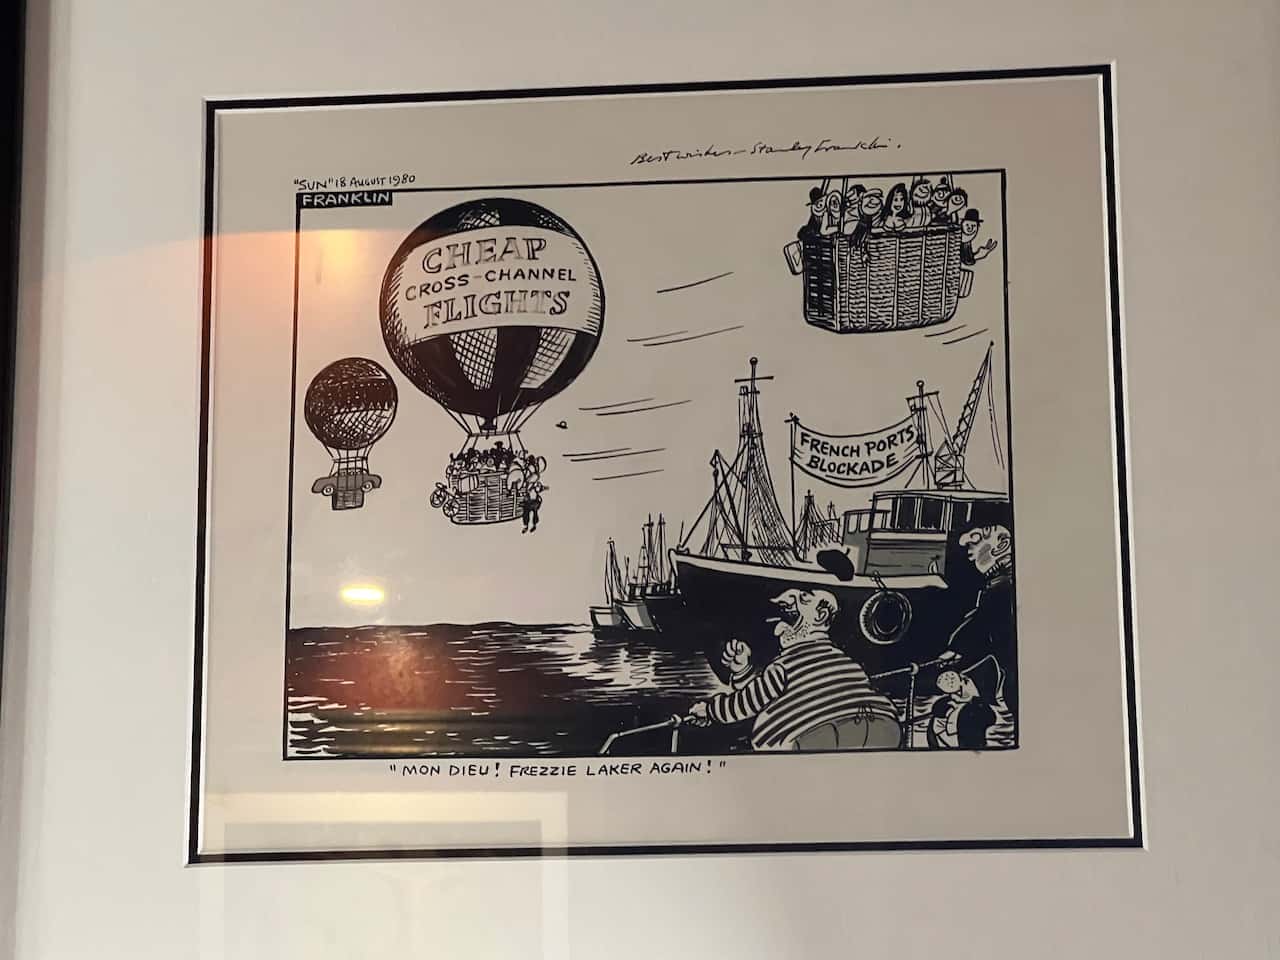 Best wishes - Stanley Franklin.
"SUN" 18 AUGUST 1980
FRANKLIN
CHEAP
CROSS-CHANNEL
FLIGHTS
FRENCH PORTS
BLOCKADE
"MON DIEU! FREZZIE LAKER AGAIN!"